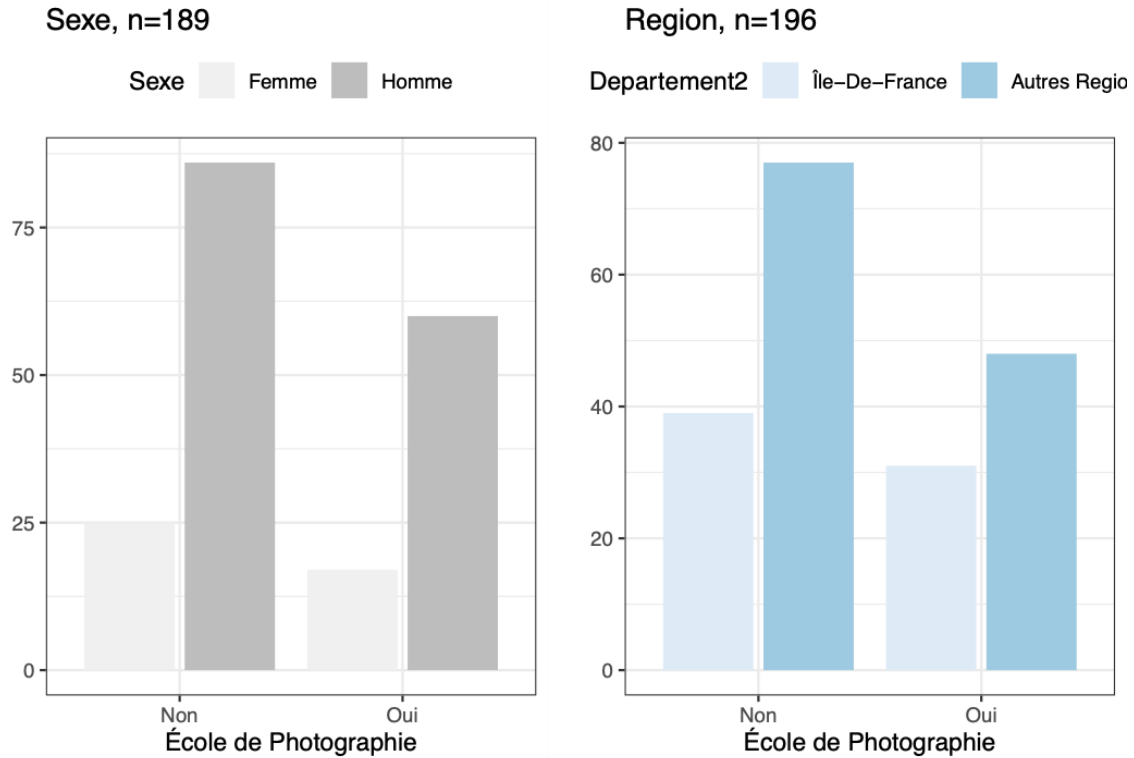 Sexe, n=189
Sexe Femme Homme
75
50
25
0
Non Oui
École de Photographie
Region, n=196
Departement2 Île−De−France Autres Regio
80
60
40
20
0
Non Oui
École de Photographie